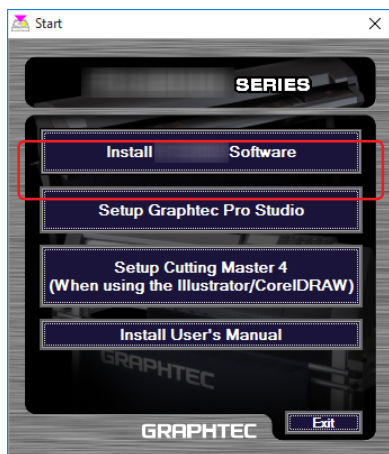 Start
SERIES
Install Software
Setup Graphtec Pro Studio
Setup Cutting Master 4
(When using the Illustrator/CorelDRAW)
Install User's Manual
GRAPHTEC
GRAPHTEC
Exit